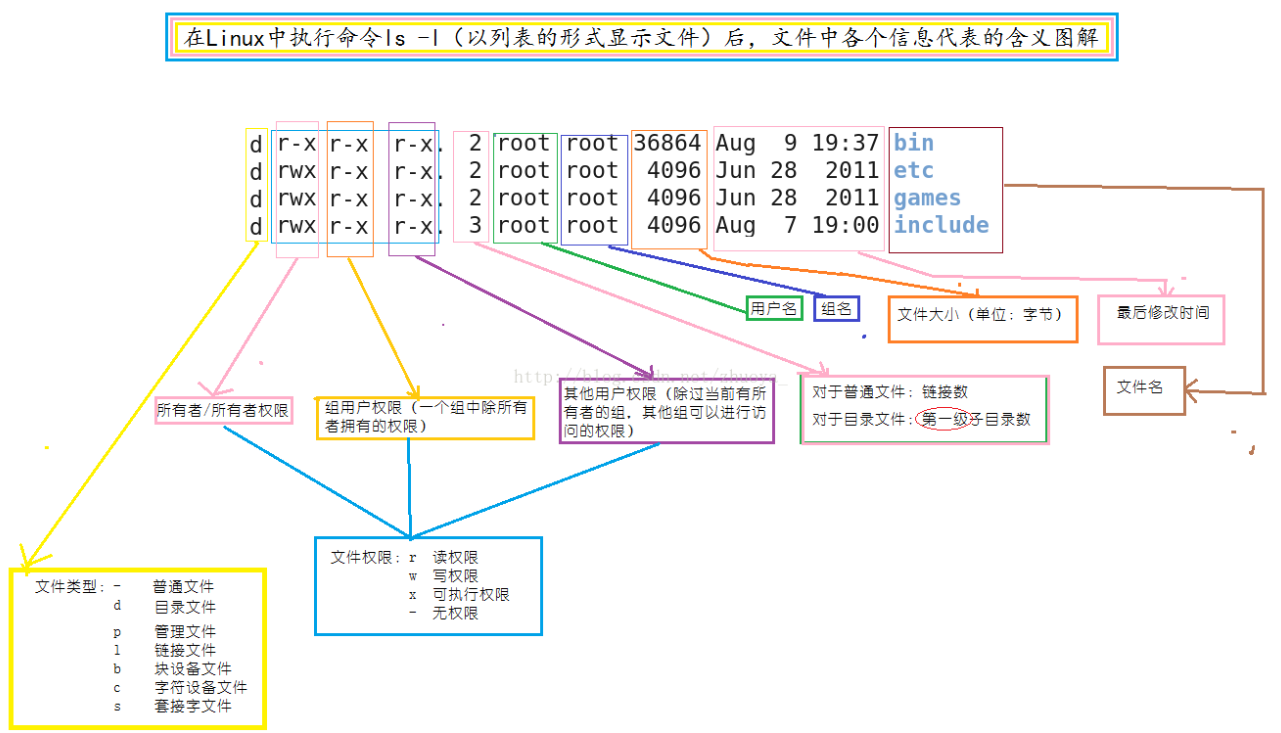 在Linux中执行命令ls -l（以列表的形式显示文件）后，文件中各个信息代表的含义图解
d r-x r-x r-x. 2 root root 36864 Aug 9 19:37 bin
d rwx r-x r-x. 2 root root 4096 Jun 28 2011 etc
d rwx r-x r-x. 2 root root 4096 Jun 28 2011 games
d rwx r-x r-x. 3 root root 4096 Aug 7 19:00 include
用户名
组名
文件大小（单位：字节）
最后修改时间
文件名
所有者/所有者权限
组用户权限（一个组中除所有
者拥有的权限）
其他用户权限（除过当前有所
有者的组，其他组可以进行访
问的权限）
对于普通文件：链接数
对于目录文件：第一级子目录数
文件权限：r 读权限
w 写权限
x 可执行权限
- 无权限
文件类型：- 普通文件
d 目录文件
p 管理文件
l 链接文件
b 块设备文件
c 字符设备文件
s 套接字文件